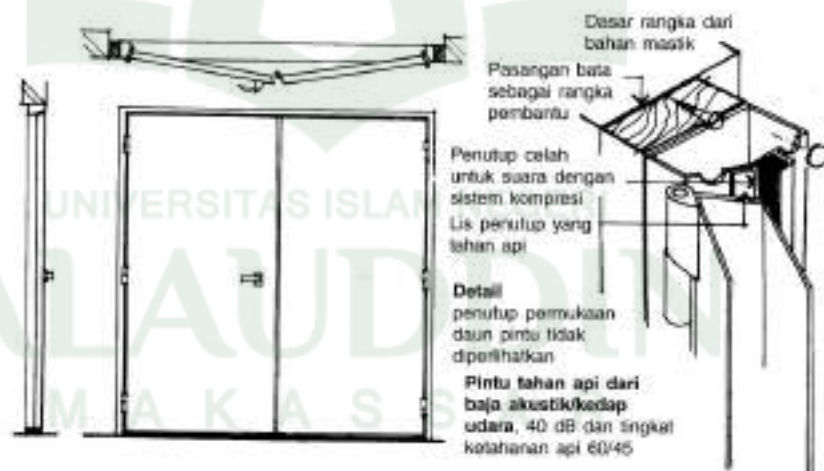 Dasar rangka dari
bahan mastik
Pasangan bata
sebagai rangka
pembantu
Penutup celah
untuk suara dengan
sistem kompresi
Lis penutup yang
tahan api
Detail
penutup permukaan
daun pintu tidak
diperlihatkan
Pintu tahan api dari
baja akustik/kedap
udara, 40 dB dan tingkat
ketahanan api 60/45
UNIVERSITAS ISLAM
ALAUDDIN
M A K A S S